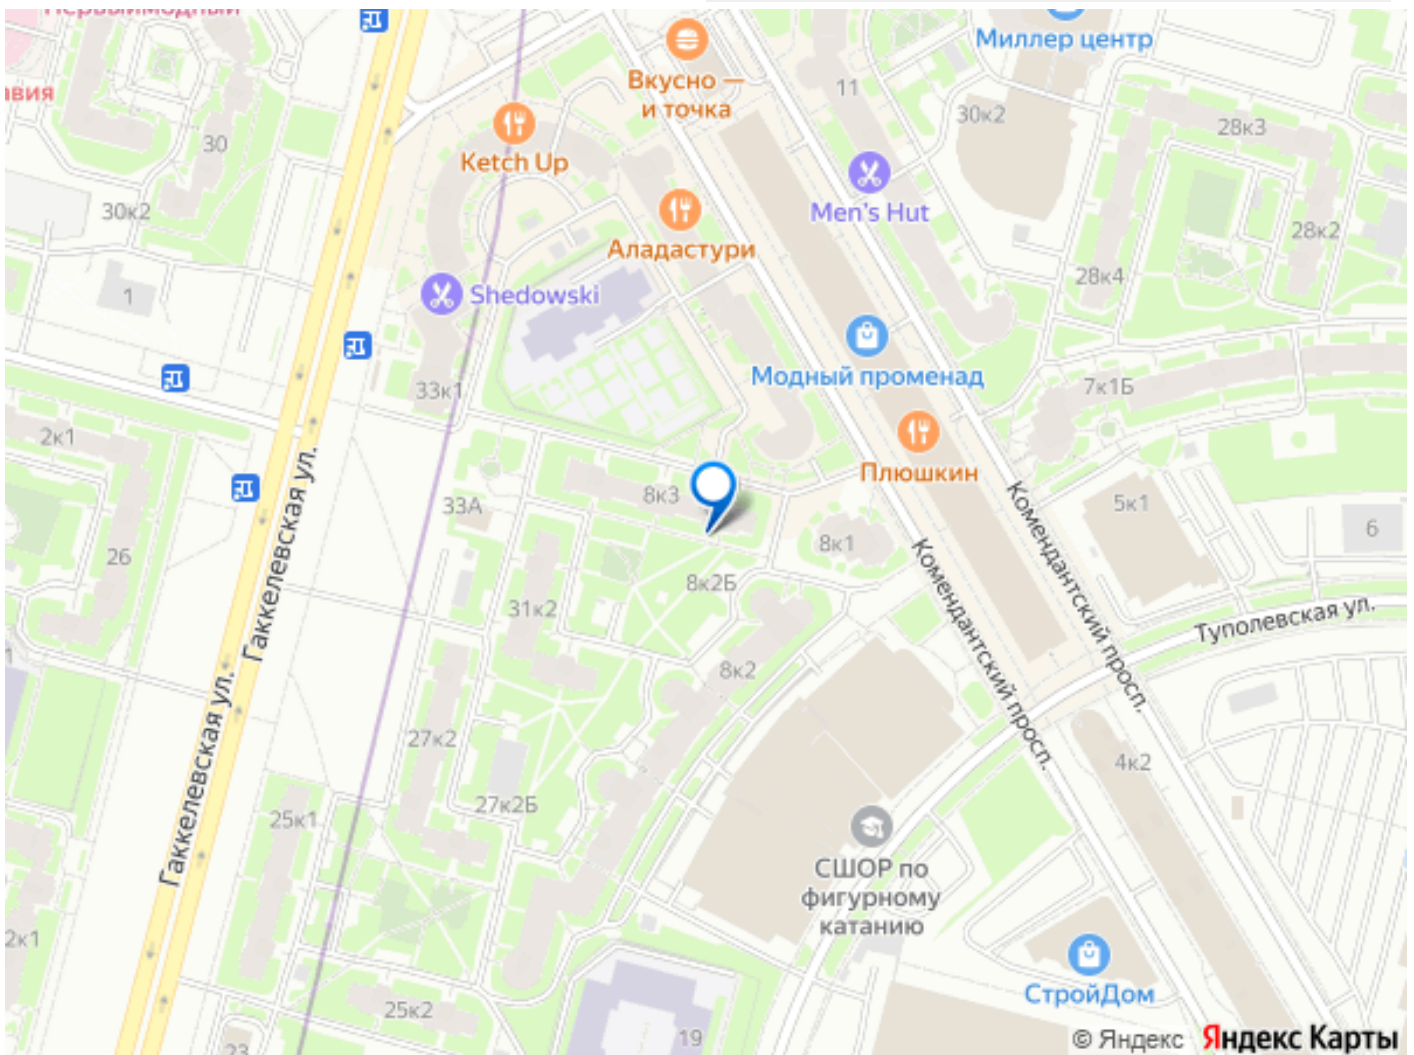 Миллер центр
Вкусно —
и точка
11
30к2
28к3
авия
30
Ketch Up
30к2
Men's Hut
28к2
Аладастури
28к4
1
Shedowski
Модный променад
33к1
7к1Б
2к1
Плюшкин
8к3
33А
5к1
6
26
8к1
8к2Б
31к2
Гаккелевская ул.
Комендантский просп.
Комендантский просп.
Туполевская ул.
1
8к2
Гаккелевская ул.
27к2
4к2
27к2Б
25к1
СШОР по
фигурному
катанию
2к1
СтройДом
25к2
19
23
© Яндекс Яндекс Карты